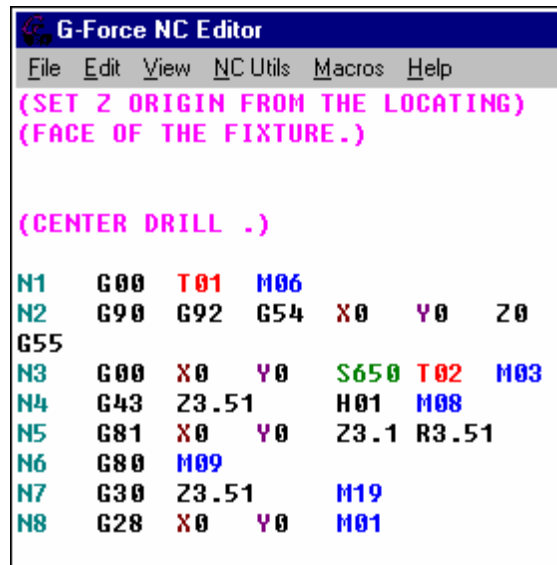 G-Force NC Editor
File Edit View NC Utils Macros Help
(SET Z ORIGIN FROM THE LOCATING)
(FACE OF THE FIXTURE.)
(CENTER DRILL .)
N1 G00 T01 M06
N2 G90 G92 G54 X0 Y0 Z0
G55
N3 G00 X0 Y0 S650 T02 M03
N4 G43 Z3.51 H01 M08
N5 G81 X0 Y0 Z3.1 R3.51
N6 G80 M09
N7 G30 Z3.51 M19
N8 G28 X0 Y0 M01